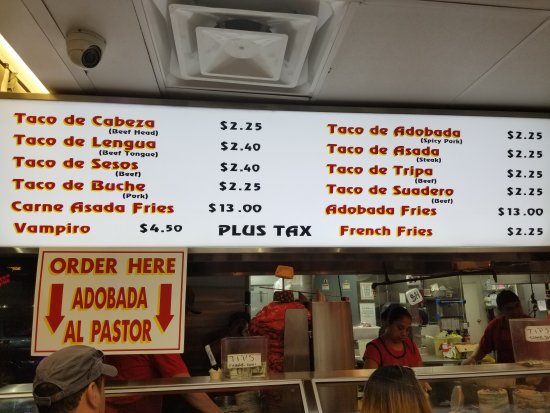 Taco de Cabeza $2.25
(Beef Head)
Taco de Lengua $2.40
(Beef Tongue)
Taco de Sesos $2.40
(Beef)
Taco de Buche $2.25
(Pork)
Carne Asada Fries $13.00
Vampiro $4.50
PLUS TAX
Taco de Adobada $2.25
(Spicy Pork)
Taco de Asada $2.25
(Steak)
Taco de Tripa $2.25
(Beef)
Taco de Suadero $2.25
(Beef)
Adobada Fries $13.00
French Fries $2.25
ORDER HERE
ADOBADA
AL PASTOR
TIPS
TIPS